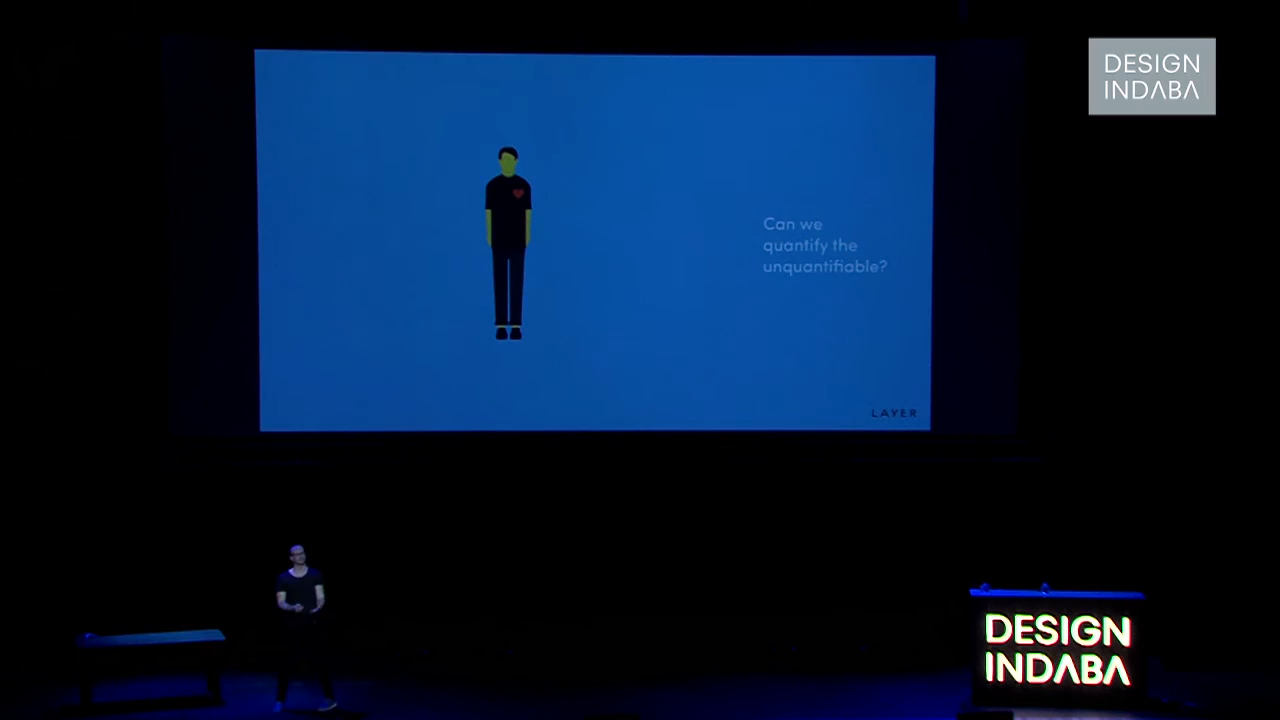 DESIGN
INDABA
Can we
quantify the
unquantifiable?
LAYER
DESIGN
INDABA